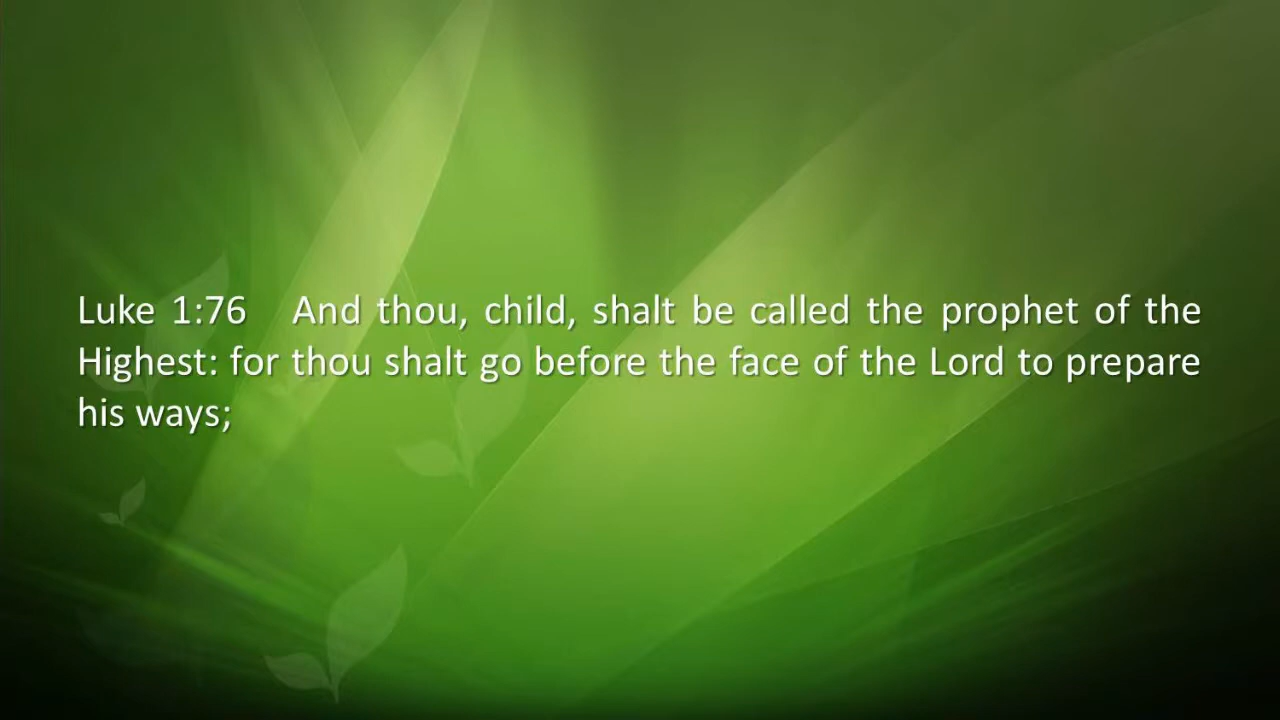 Luke 1:76 And thou, child, shalt be called the prophet of the
Highest: for thou shalt go before the face of the Lord to prepare
his ways;